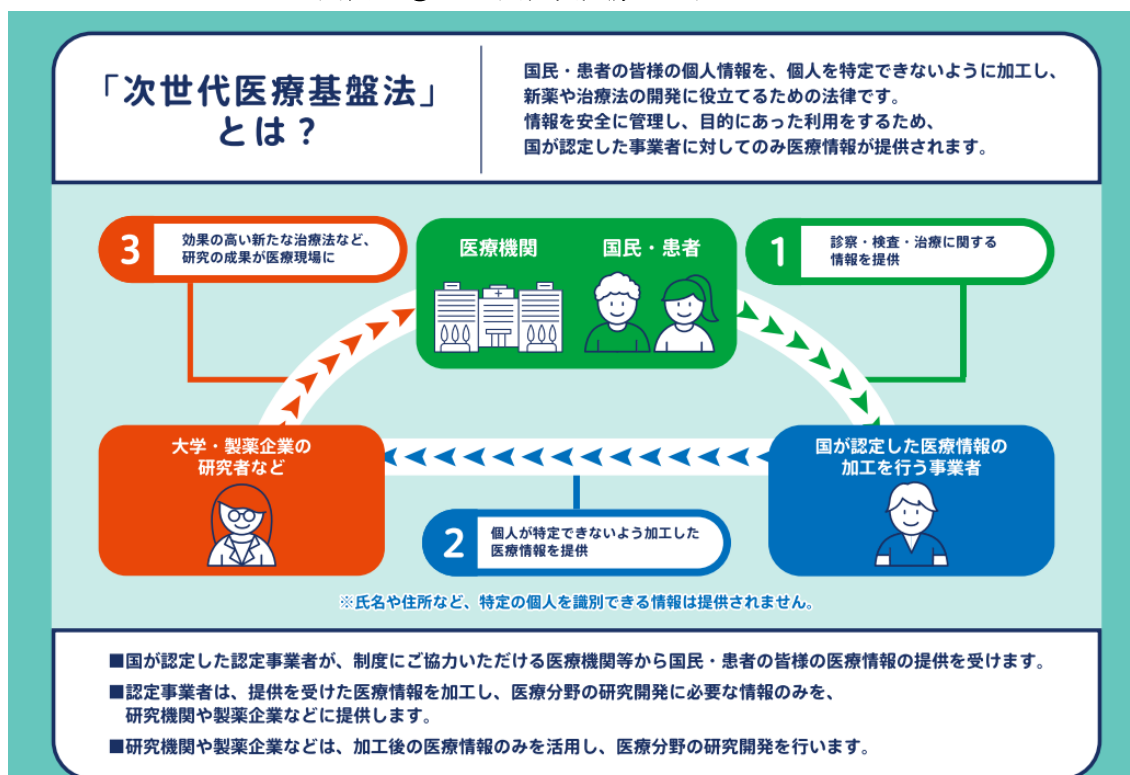 「次世代医療基盤法」
とは？
国民・患者の皆様の個人情報を、個人を特定できないように加工し、
新薬や治療法の開発に役立てるための法律です。
情報を安全に管理し、目的にあった利用をするため、
国が認定した事業者に対してのみ医療情報が提供されます。
3
効果の高い新たな治療法など、
研究の成果が医療現場に
医療機関
国民・患者
1
診察・検査・治療に関する
情報を提供
大学・製薬企業の
研究者など
国が認定した医療情報の
加工を行う事業者
2
個人が特定できないよう加工した
医療情報を提供
※氏名や住所など、特定の個人を識別できる情報は提供されません。
■国が認定した認定事業者が、制度にご協力いただける医療機関等から国民・患者の皆様の医療情報の提供を受けます。
■認定事業者は、提供を受けた医療情報を加工し、医療分野の研究開発に必要な情報のみを、
研究機関や製薬企業などに提供します。
■研究機関や製薬企業などは、加工後の医療情報のみを活用し、医療分野の研究開発を行います。